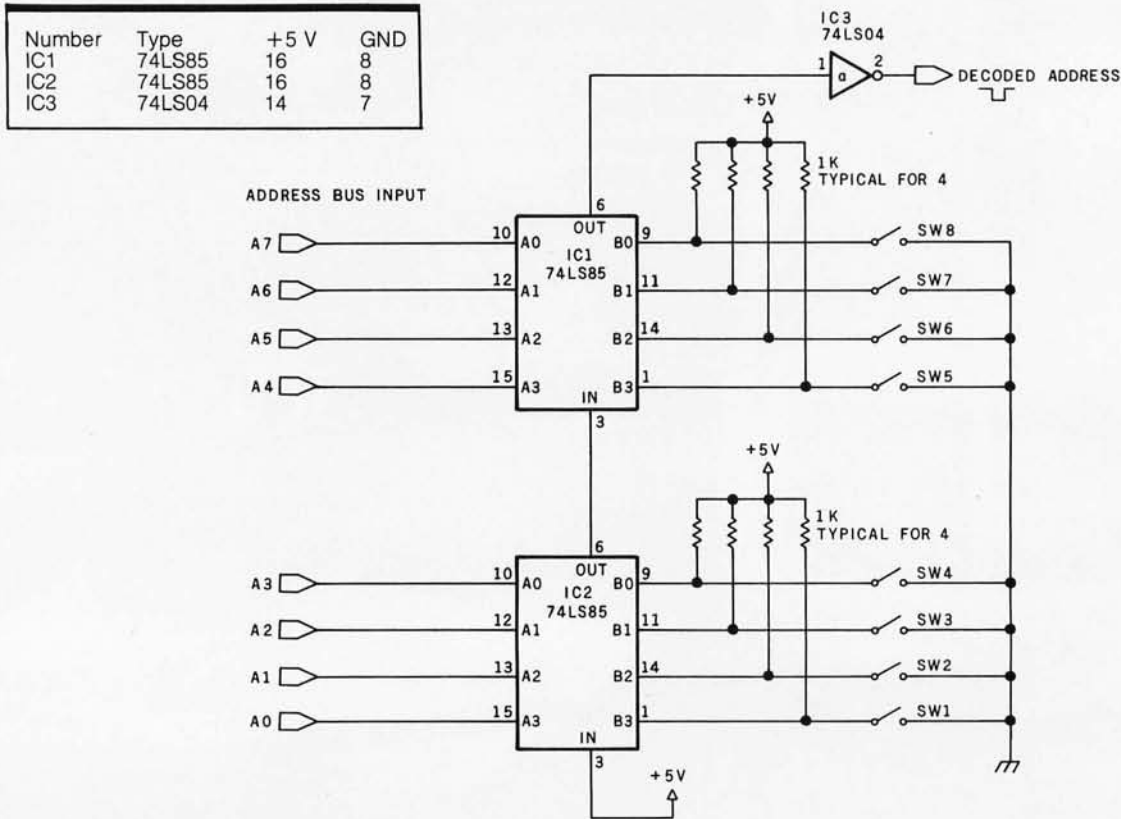 Number Type +5 V GND
IC1 74LS85 16 8
IC2 74LS85 16 8
IC3 74LS04 14 7
IC3
74LS04
1 a 2
DECODED ADDRESS
+5V
1K
TYPICAL FOR 4
ADDRESS BUS INPUT
6
OUT
A7 10 A0 B0 9 SW8
IC1
74LS85
A6 12 A1 B1 11 SW7
A5 13 A2 B2 14 SW6
A4 15 A3 B3 1 SW5
IN
3
+5V
1K
TYPICAL FOR 4
6
OUT
A3 10 A0 B0 9 SW4
IC2
74LS85
A2 12 A1 B1 11 SW3
A1 13 A2 B2 14 SW2
A0 15 A3 B3 1 SW1
IN
3
+5V